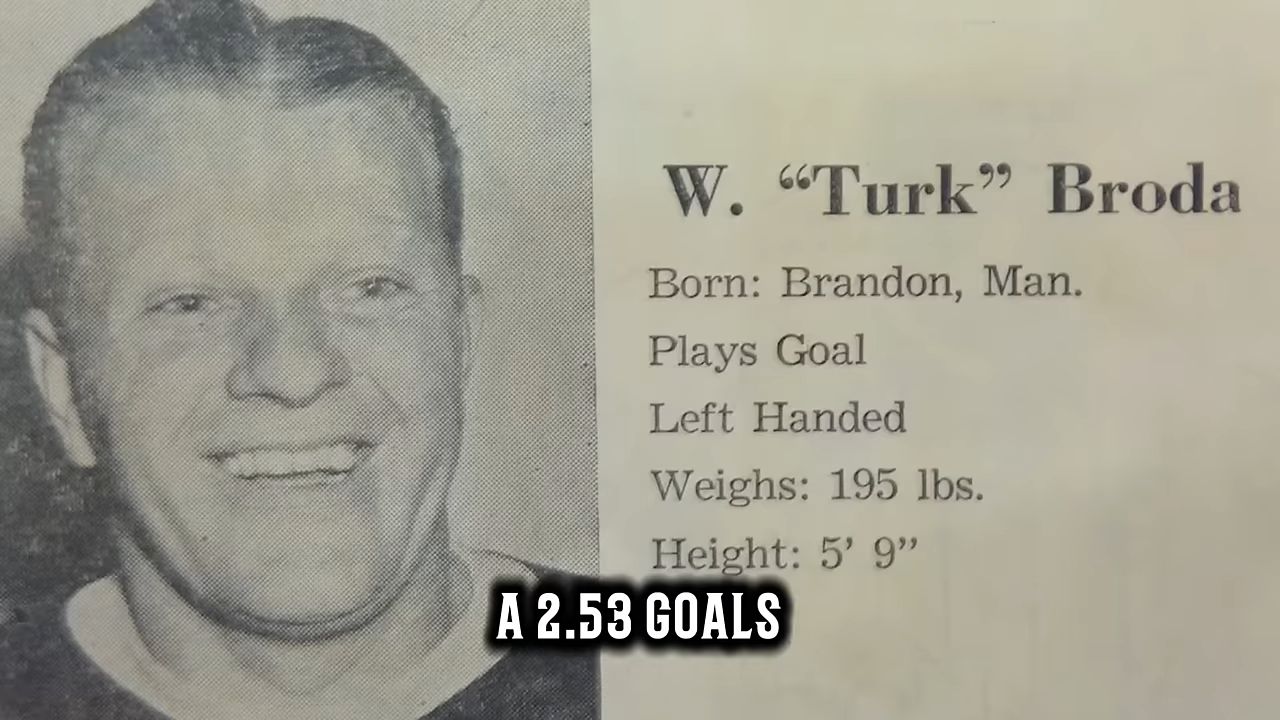 W. “Turk” Broda
Born: Brandon, Man.
Plays Goal
Left Handed
Weighs: 195 lbs.
Height: 5’ 9”
A 2.53 GOALS